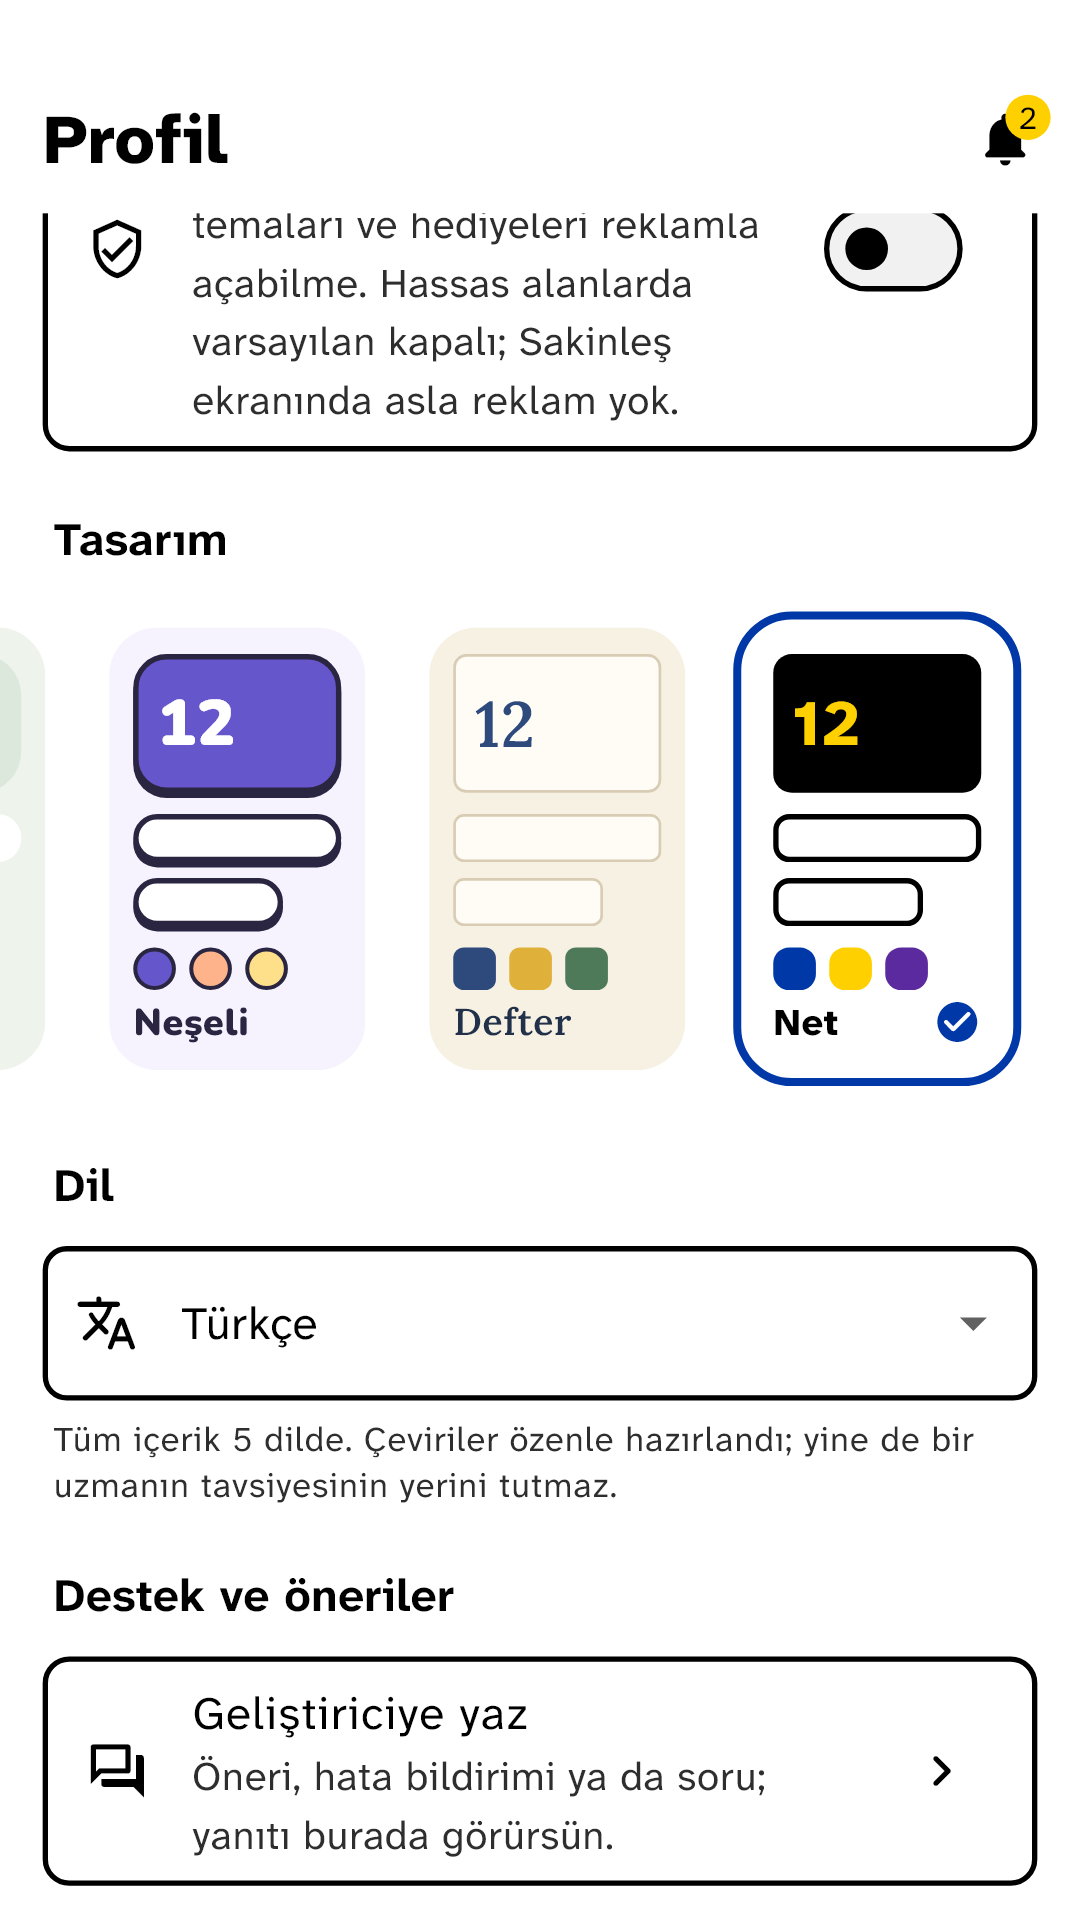 Profil
2
temaları ve hediyeleri reklamla
açabilme. Hassas alanlarda
varsayılan kapalı; Sakinleş
ekranında asla reklam yok.
Tasarım
12
12
12
Neşeli
Defter
Net
Dil
Türkçe
Tüm içerik 5 dilde. Çeviriler özenle hazırlandı; yine de bir
uzmanın tavsiyesinin yerini tutmaz.
Destek ve öneriler
Geliştiriciye yaz
Öneri, hata bildirimi ya da soru;
yanıtı burada görürsün.